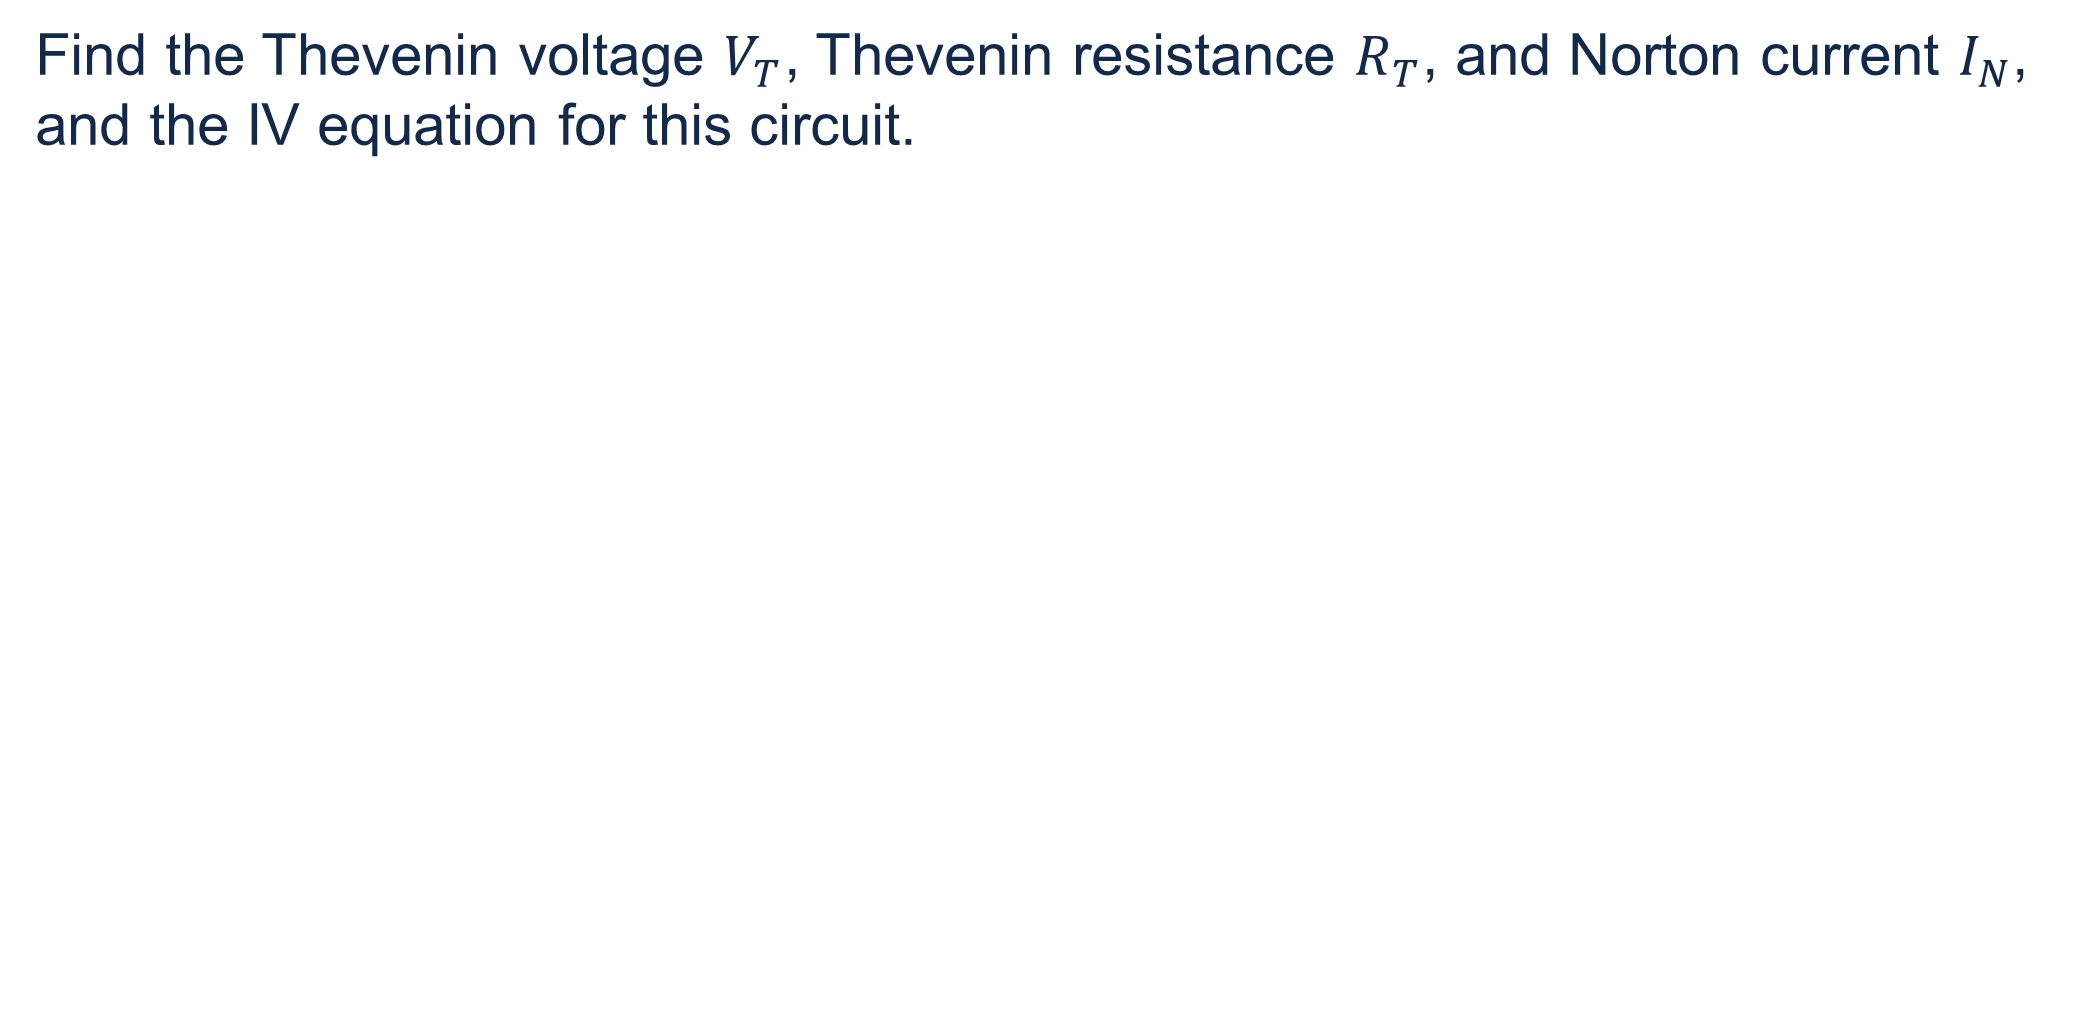 Find the Thevenin voltage V_T, Thevenin resistance R_T, and Norton current I_N,
and the IV equation for this circuit.